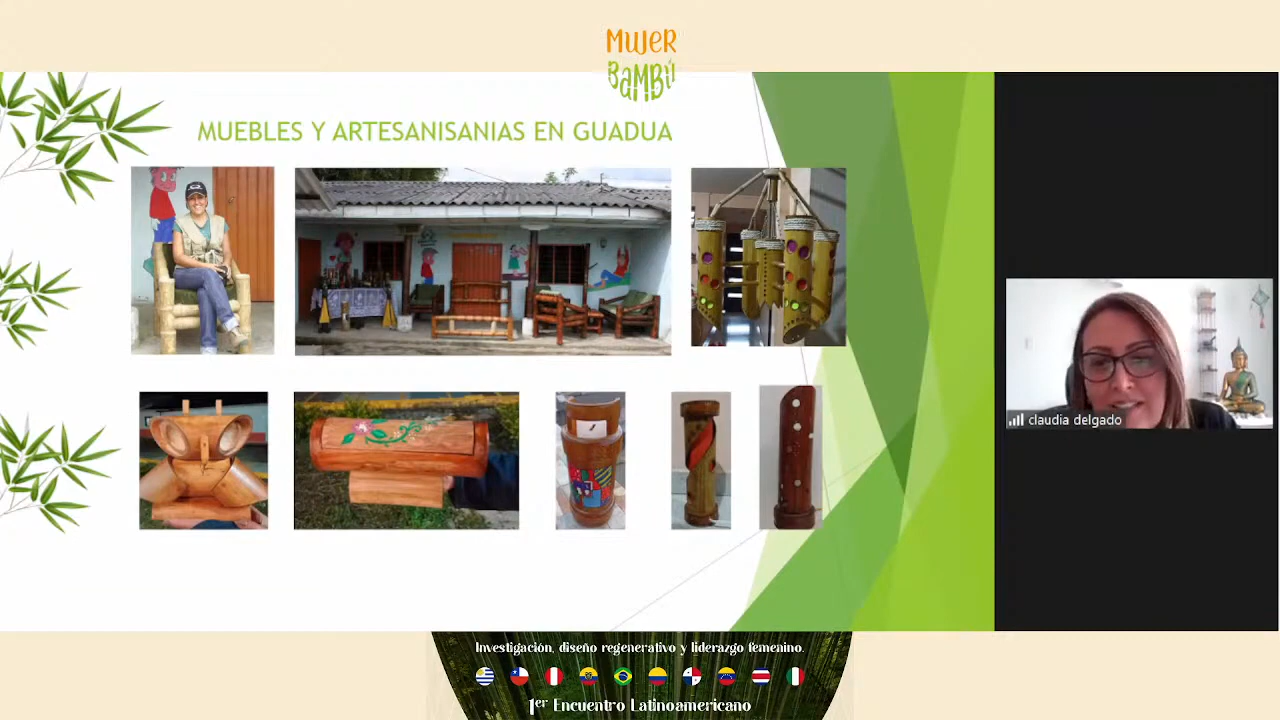 MUJER
BAMBÚ
MUEBLES Y ARTESANISANIAS EN GUADUA
claudia delgado
Investigación, diseño regenerativo y liderazgo femenino.
1er Encuentro Latinoamericano